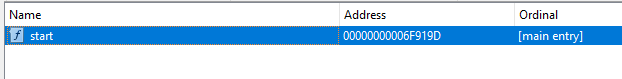 Name Address Ordinal
f start 00000000006F919D [main entry]